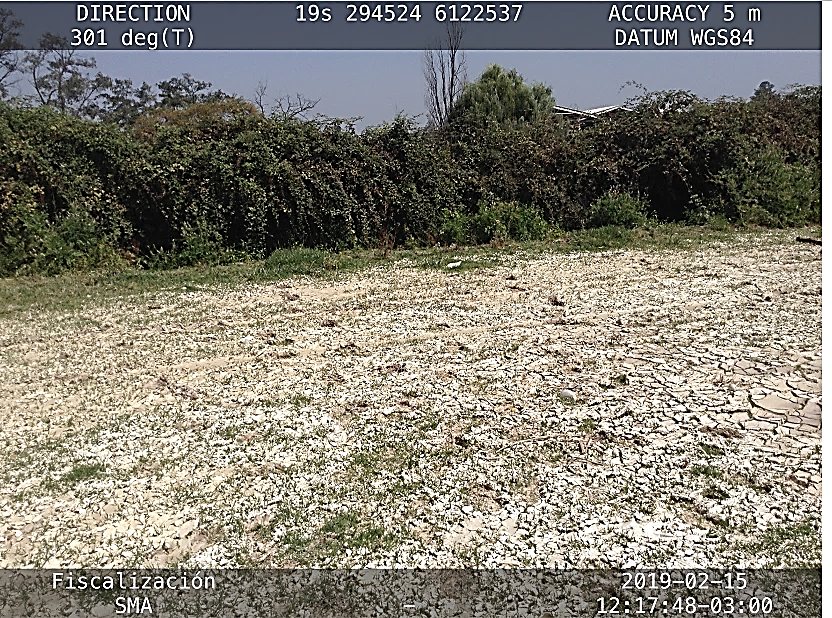 DIRECTION 19s 294524 6122537 ACCURACY 5 m
301 deg(T) DATUM WGS84
Fiscalización 2019-02-15
SMA - 12:17:48-03:00